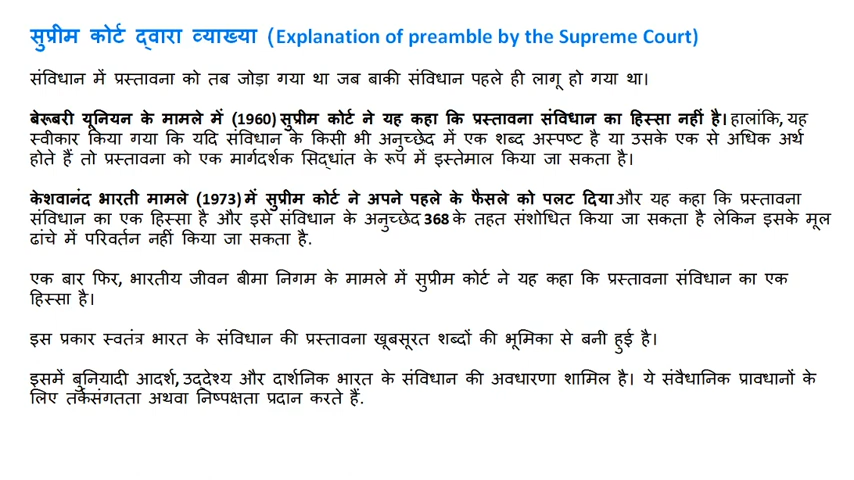 सुप्रीम कोर्ट द्वारा व्याख्या (Explanation of preamble by the Supreme Court)
संविधान में प्रस्तावना को तब जोड़ा गया था जब बाकी संविधान पहले ही लागू हो गया था।
बेरूबरी यूनियन के मामले में (1960) सुप्रीम कोर्ट ने यह कहा कि प्रस्तावना संविधान का हिस्सा नहीं है। हालांकि, यह
स्वीकार किया गया कि यदि संविधान के किसी भी अनुच्छेद में एक शब्द अस्पष्ट है या उसके एक से अधिक अर्थ
होते हैं तो प्रस्तावना को एक मार्गदर्शक सिद्धांत के रूप में इस्तेमाल किया जा सकता है।
केशवानंद भारती मामले (1973) में सुप्रीम कोर्ट ने अपने पहले के फैसले को पलट दिया और यह कहा कि प्रस्तावना
संविधान का एक हिस्सा है और इसे संविधान के अनुच्छेद 368 के तहत संशोधित किया जा सकता है लेकिन इसके मूल
ढांचे में परिवर्तन नहीं किया जा सकता है.
एक बार फिर, भारतीय जीवन बीमा निगम के मामले में सुप्रीम कोर्ट ने यह कहा कि प्रस्तावना संविधान का एक
हिस्सा है।
इस प्रकार स्वतंत्र भारत के संविधान की प्रस्तावना खूबसूरत शब्दों की भूमिका से बनी हुई है।
इसमें बुनियादी आदर्श, उद्देश्य और दार्शनिक भारत के संविधान की अवधारणा शामिल है। ये संवैधानिक प्रावधानों के
लिए तर्कसंगतता अथवा निष्पक्षता प्रदान करते हैं.